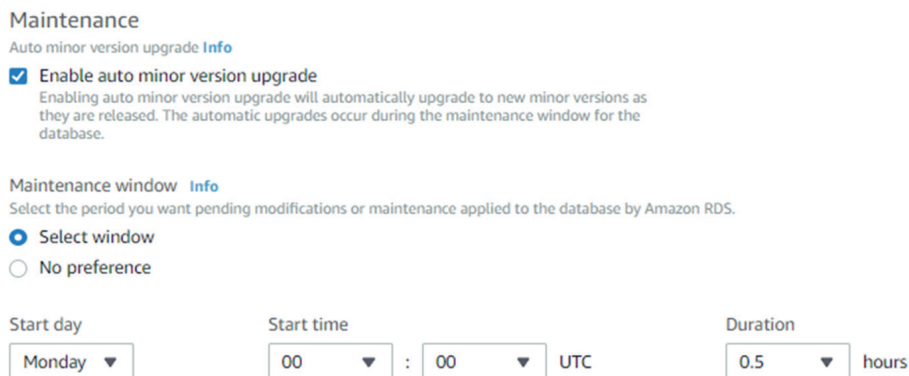 Maintenance
Auto minor version upgrade Info
Enable auto minor version upgrade
Enabling auto minor version upgrade will automatically upgrade to new minor versions as
they are released. The automatic upgrades occur during the maintenance window for the
database.
Maintenance window Info
Select the period you want pending modifications or maintenance applied to the database by Amazon RDS.
Select window
No preference
Start day Start time Duration
Monday 00 : 00 UTC 0.5 hours